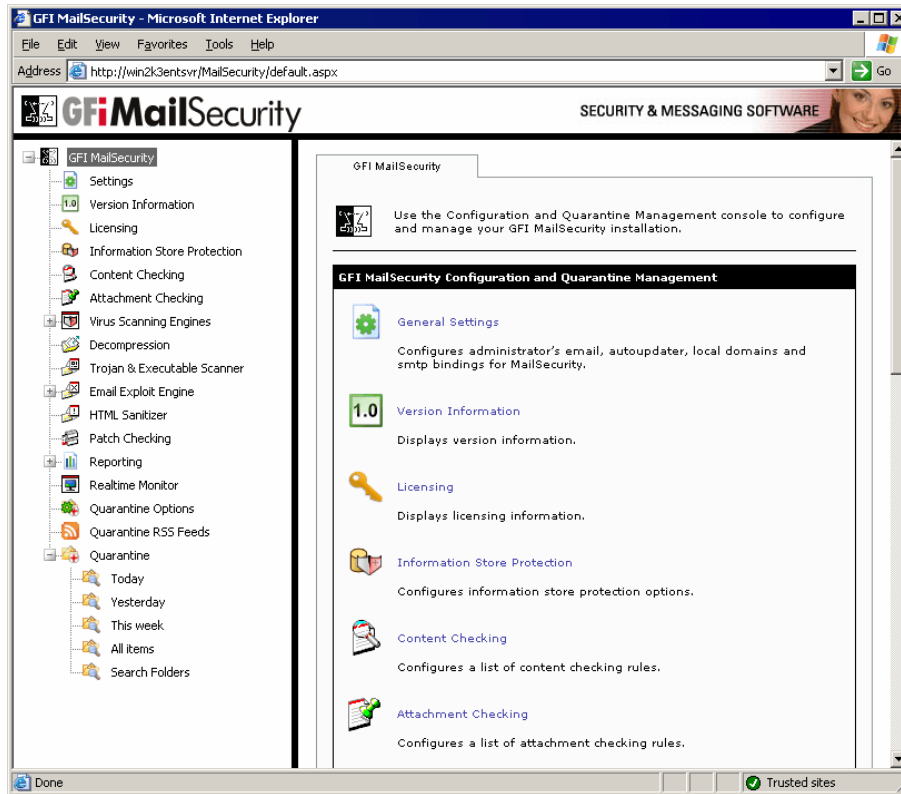 GFI MailSecurity - Microsoft Internet Explorer
File Edit View Favorites Tools Help
Address http://win2k3entsvr/MailSecurity/default.aspx Go
GFi MailSecurity
SECURITY & MESSAGING SOFTWARE
GFI MailSecurity
Settings
1.0 Version Information
Licensing
Information Store Protection
Content Checking
Attachment Checking
Virus Scanning Engines
Decompression
Trojan & Executable Scanner
Email Exploit Engine
HTML Sanitizer
Patch Checking
Reporting
Realtime Monitor
Quarantine Options
Quarantine RSS Feeds
Quarantine
Today
Yesterday
This week
All items
Search Folders
GFI MailSecurity
Use the Configuration and Quarantine Management console to configure
and manage your GFI MailSecurity installation.
GFI MailSecurity Configuration and Quarantine Management
General Settings
Configures administrator's email, autoupdater, local domains and
smtp bindings for MailSecurity.
1.0 Version Information
Displays version information.
Licensing
Displays licensing information.
Information Store Protection
Configures information store protection options.
Content Checking
Configures a list of content checking rules.
Attachment Checking
Configures a list of attachment checking rules.
Done
Trusted sites